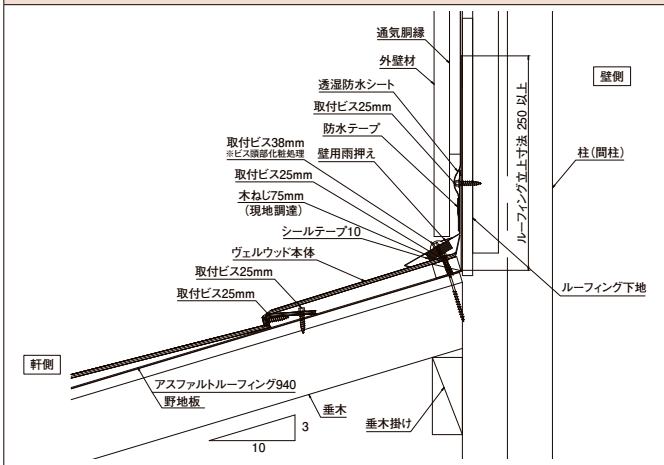 通気胴縁
外壁材
透湿防水シート
取付ビス25mm
防水テープ
取付ビス38mm
※ビス頭部化粧処理
壁用雨押え
取付ビス25mm
木ねじ75mm
(現地調達)
シールテープ10
ヴェルウッド本体
取付ビス25mm
取付ビス25mm
壁側
柱(間柱)
ルーフィング立上寸法 250 以上
ルーフィング下地
軒側
アスファルトルーフィング940
野地板
垂木
垂木掛け
3
10